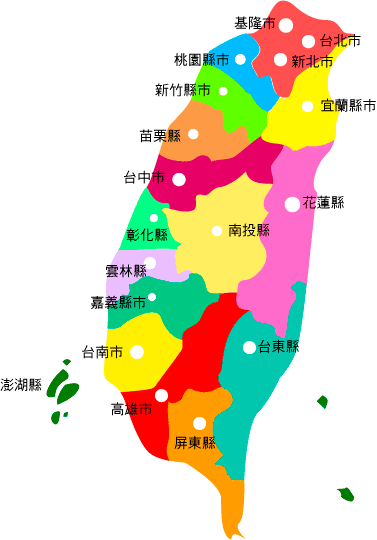 基隆市
台北市
桃園縣市
新北市
新竹縣市
宜蘭縣市
苗栗縣
台中市
花蓮縣
彰化縣
南投縣
雲林縣
嘉義縣市
台東縣
台南市
澎湖縣
高雄市
屏東縣